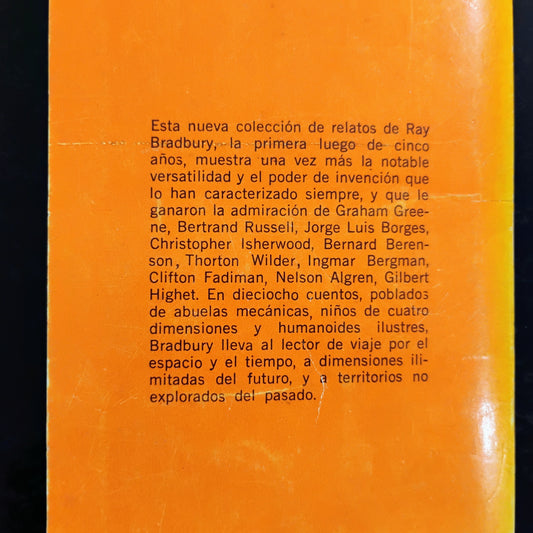 Esta nueva colección de relatos de Ray
Bradbury, la primera luego de cinco
años, muestra una vez más la notable
versatilidad y el poder de invención que
lo han caracterizado siempre, y que le
ganaron la admiración de Graham Gree-
ne, Bertrand Russell, Jorge Luis Borges,
Christopher Isherwood, Bernard Beren-
son, Thorton Wilder, Ingmar Bergman,
Clifton Fadiman, Nelson Algren, Gilbert
Highet. En dieciocho cuentos, poblados
de abuelas mecánicas, niños de cuatro
dimensiones y humanoides ilustres,
Bradbury lleva al lector de viaje por el
espacio y el tiempo, a dimensiones ili-
mitadas del futuro, y a territorios no
explorados del pasado.